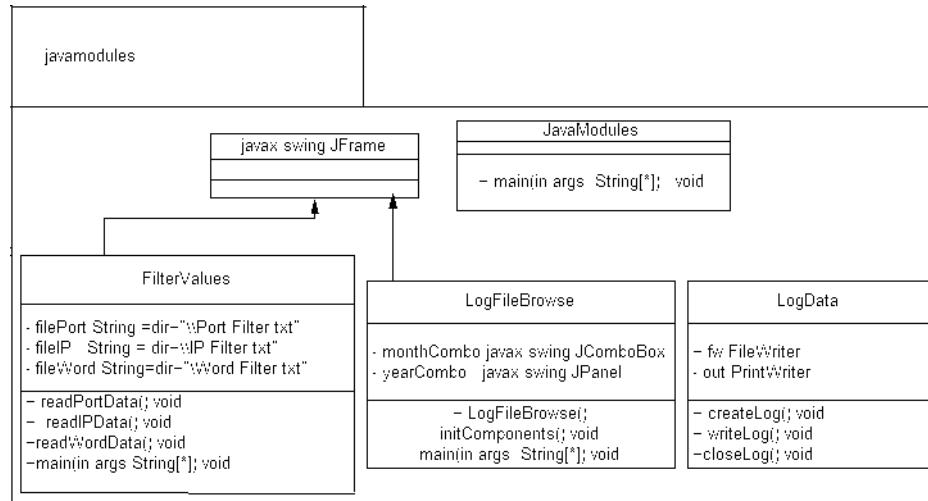 javamodules
javax swing JFrame
JavaModules
– main(in args String[*]; void
FilterValues
- filePort String =dir–"\\Port Filter txt"
- fileIP String = dir–\\IP Filter txt"
- fileWord String=dir–"\\Word Filter txt"
– readPortData(; void
– readIPData(; void
–readWordData(; void
–main(in args String[*]; void
LogFileBrowse
- monthCombo javax swing JComboBox
- yearCombo javax swing JPanel
– LogFileBrowse(;
initComponents(; void
main(in args String[*]; void
LogData
– fw FileWriter
- out PrintWriter
– createLog(; void
– writeLog(; void
–closeLog(; void